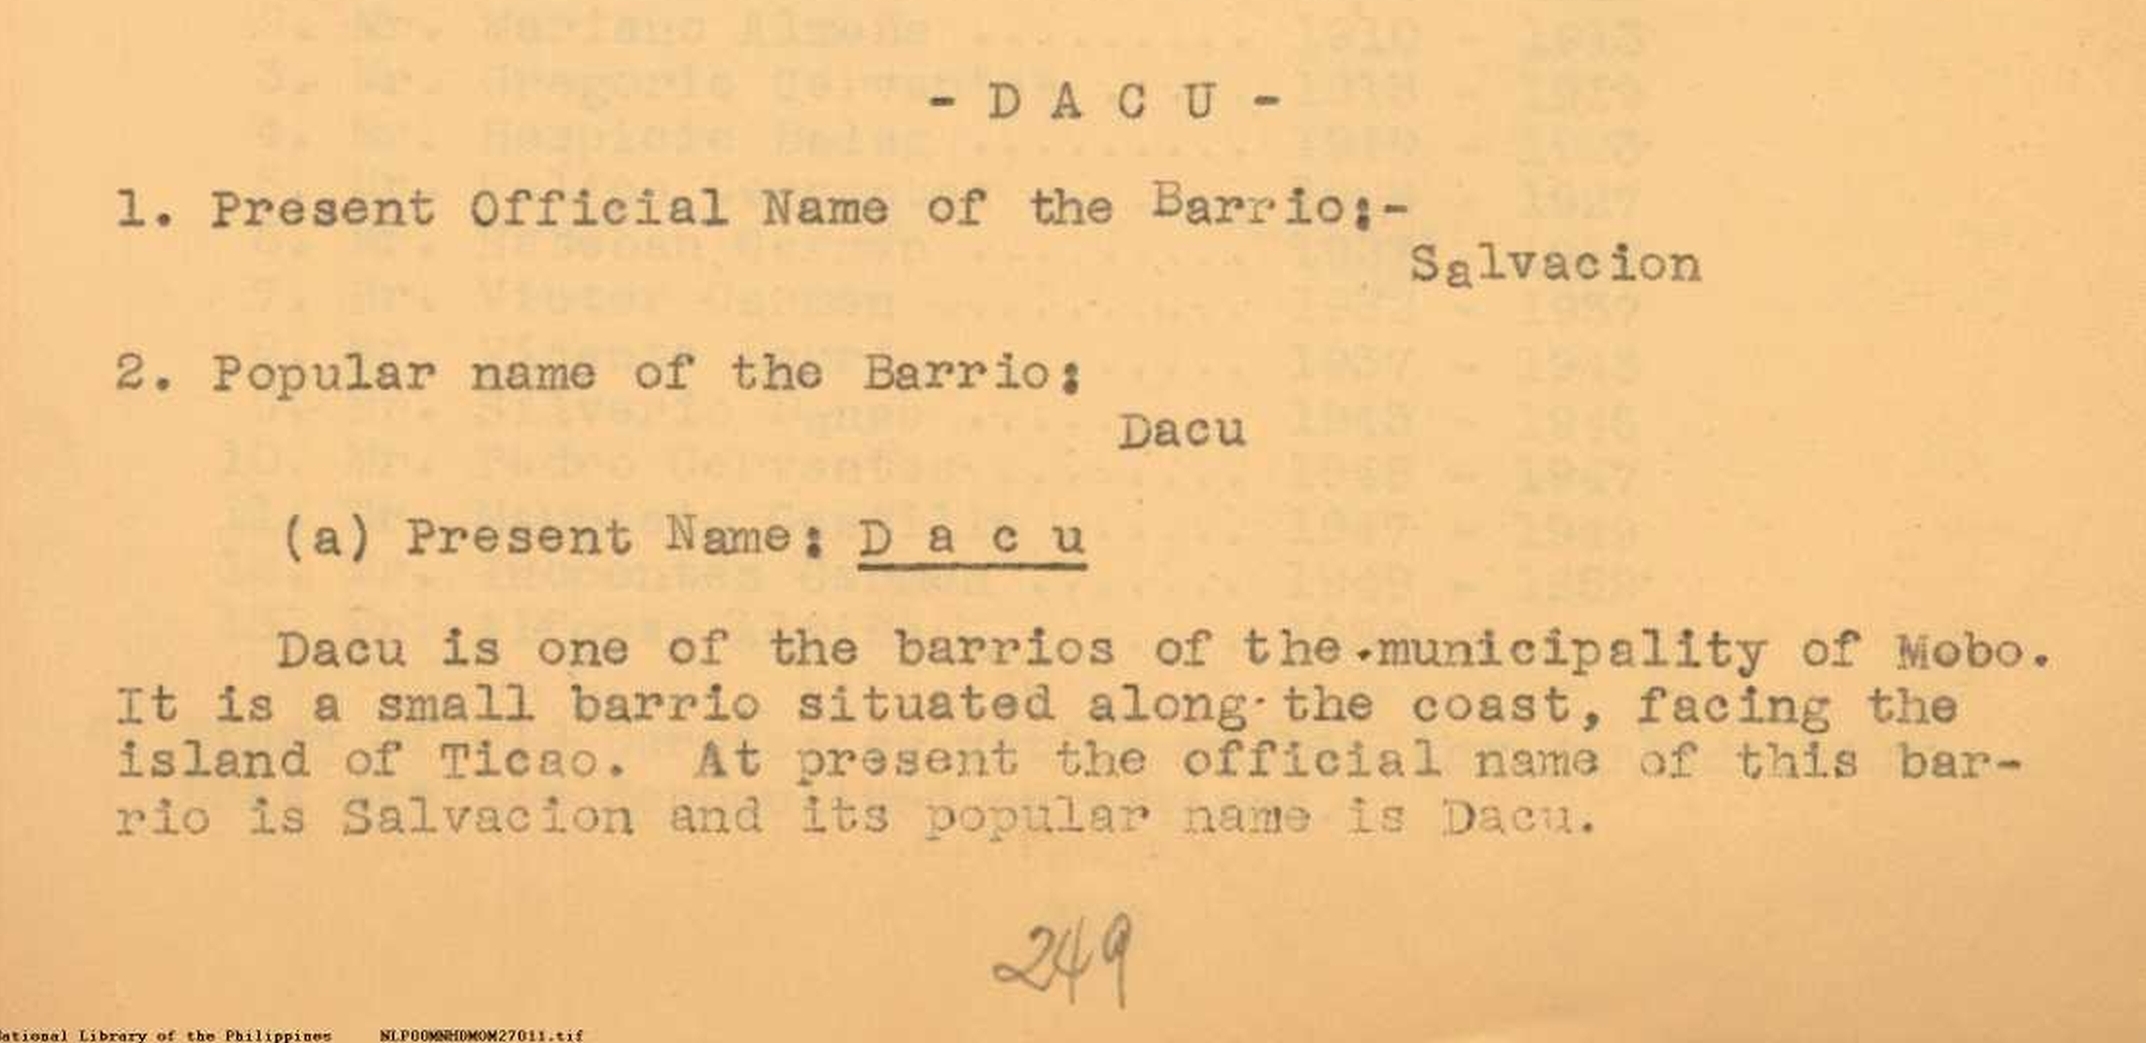 - D A C U -
1. Present Official Name of the Barrio:-
Salvacion
2. Popular name of the Barrio:
Dacu
(a) Present Name: D a c u
Dacu is one of the barrios of the municipality of Mobo.
It is a small barrio situated along the coast, facing the
island of Ticao. At present the official name of this bar-
rio is Salvacion and its popular name is Dacu.
249
National Library of the Philippines NLPOOMNHDMOM27011.tif